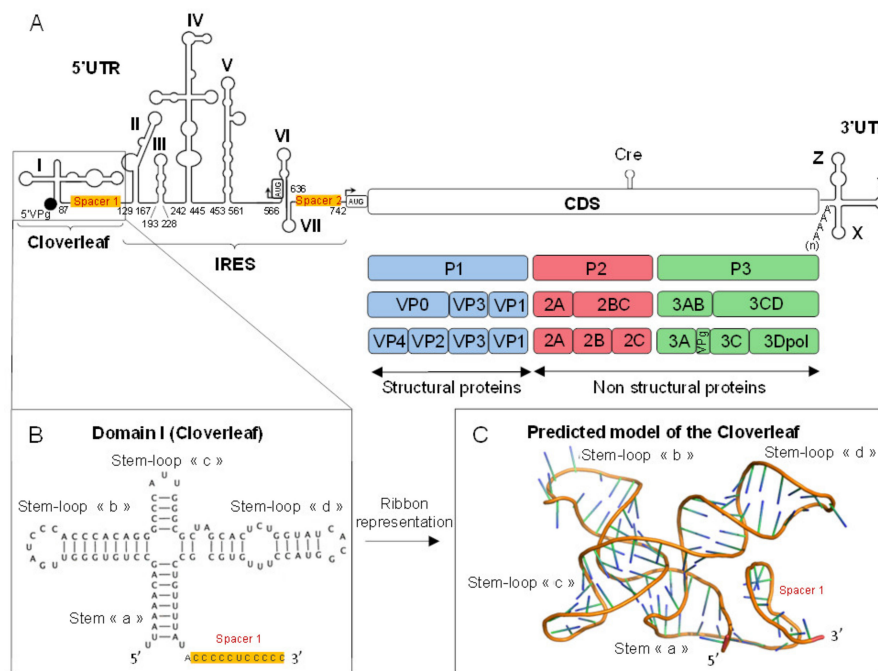 A
5'UTR
IV
V
II
III
VI
I
Cre
3'UT
Z
X
5'VPg
87
Spacer 1
129
167
193
228
242
445
453
561
566
AUG
636
Spacer 2
742
AUG
VII
CDS
A
A
A
A
(n)
Cloverleaf
IRES
P1
P2
P3
VP0
VP3
VP1
2A
2BC
3AB
3CD
VP4
VP2
VP3
VP1
2A
2B
2C
3A
VPg
3C
3Dpol
Structural proteins
Non structural proteins
B
Domain I (Cloverleaf)
Stem-loop « c »
Stem-loop « b »
Stem-loop « d »
Stem « a »
Spacer 1
5'
ACCCCCUCCCCC
3'
Ribbon
representation
C
Predicted model of the Cloverleaf
Stem-loop « b »
Stem-loop « d »
Stem-loop « c »
Spacer 1
Stem « a »
5'
3'